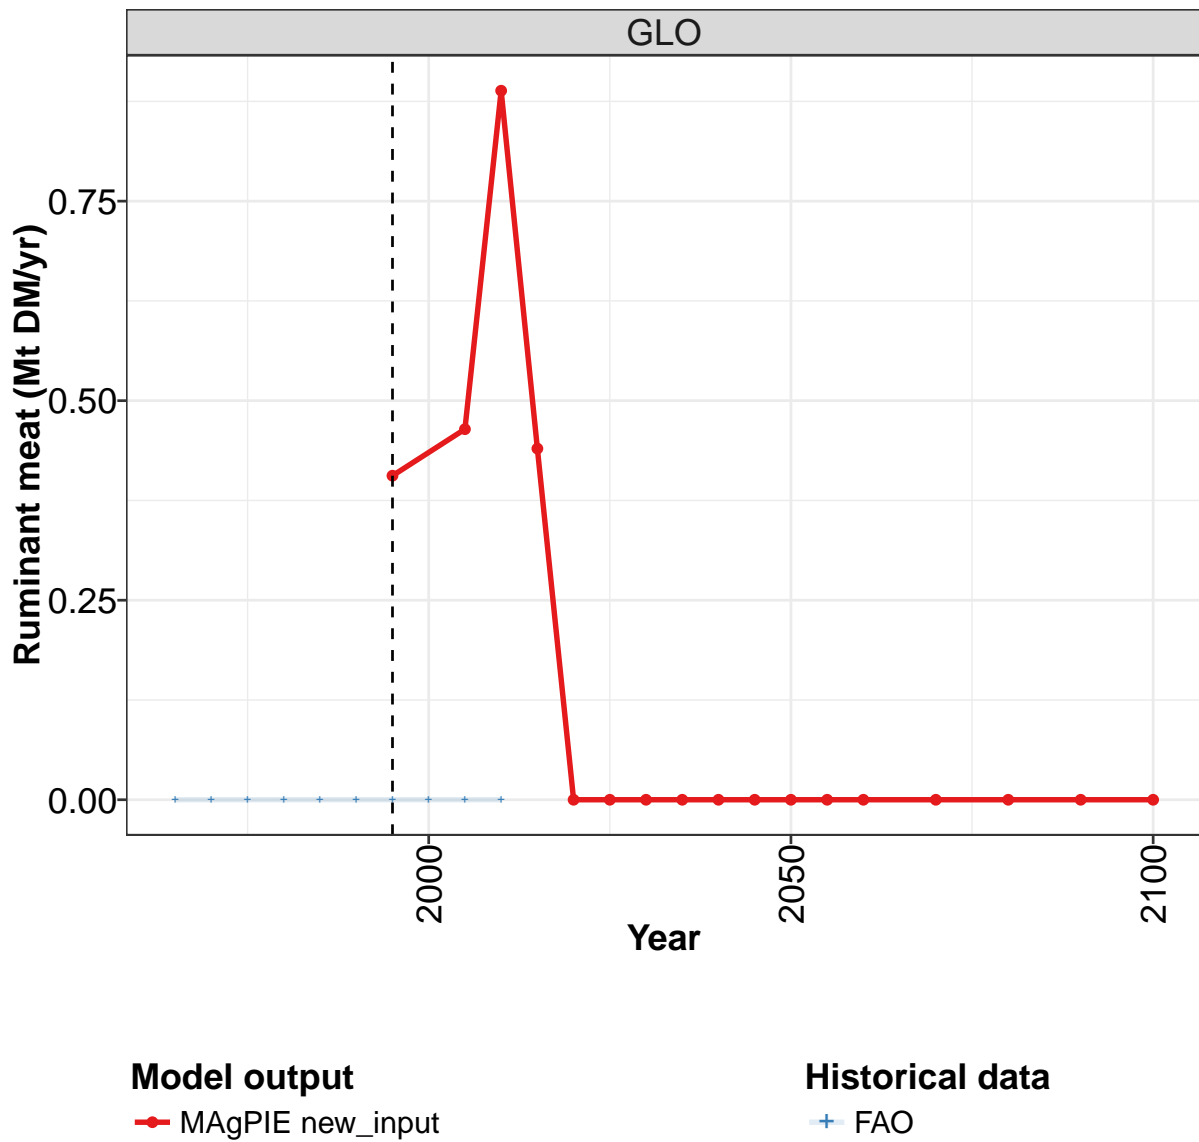 GLO
Ruminant meat (Mt DM/yr)
0.75
0.50
0.25
0.00
2000
2050
2100
Year
Model output
MAgPIE new_input
Historical data
FAO